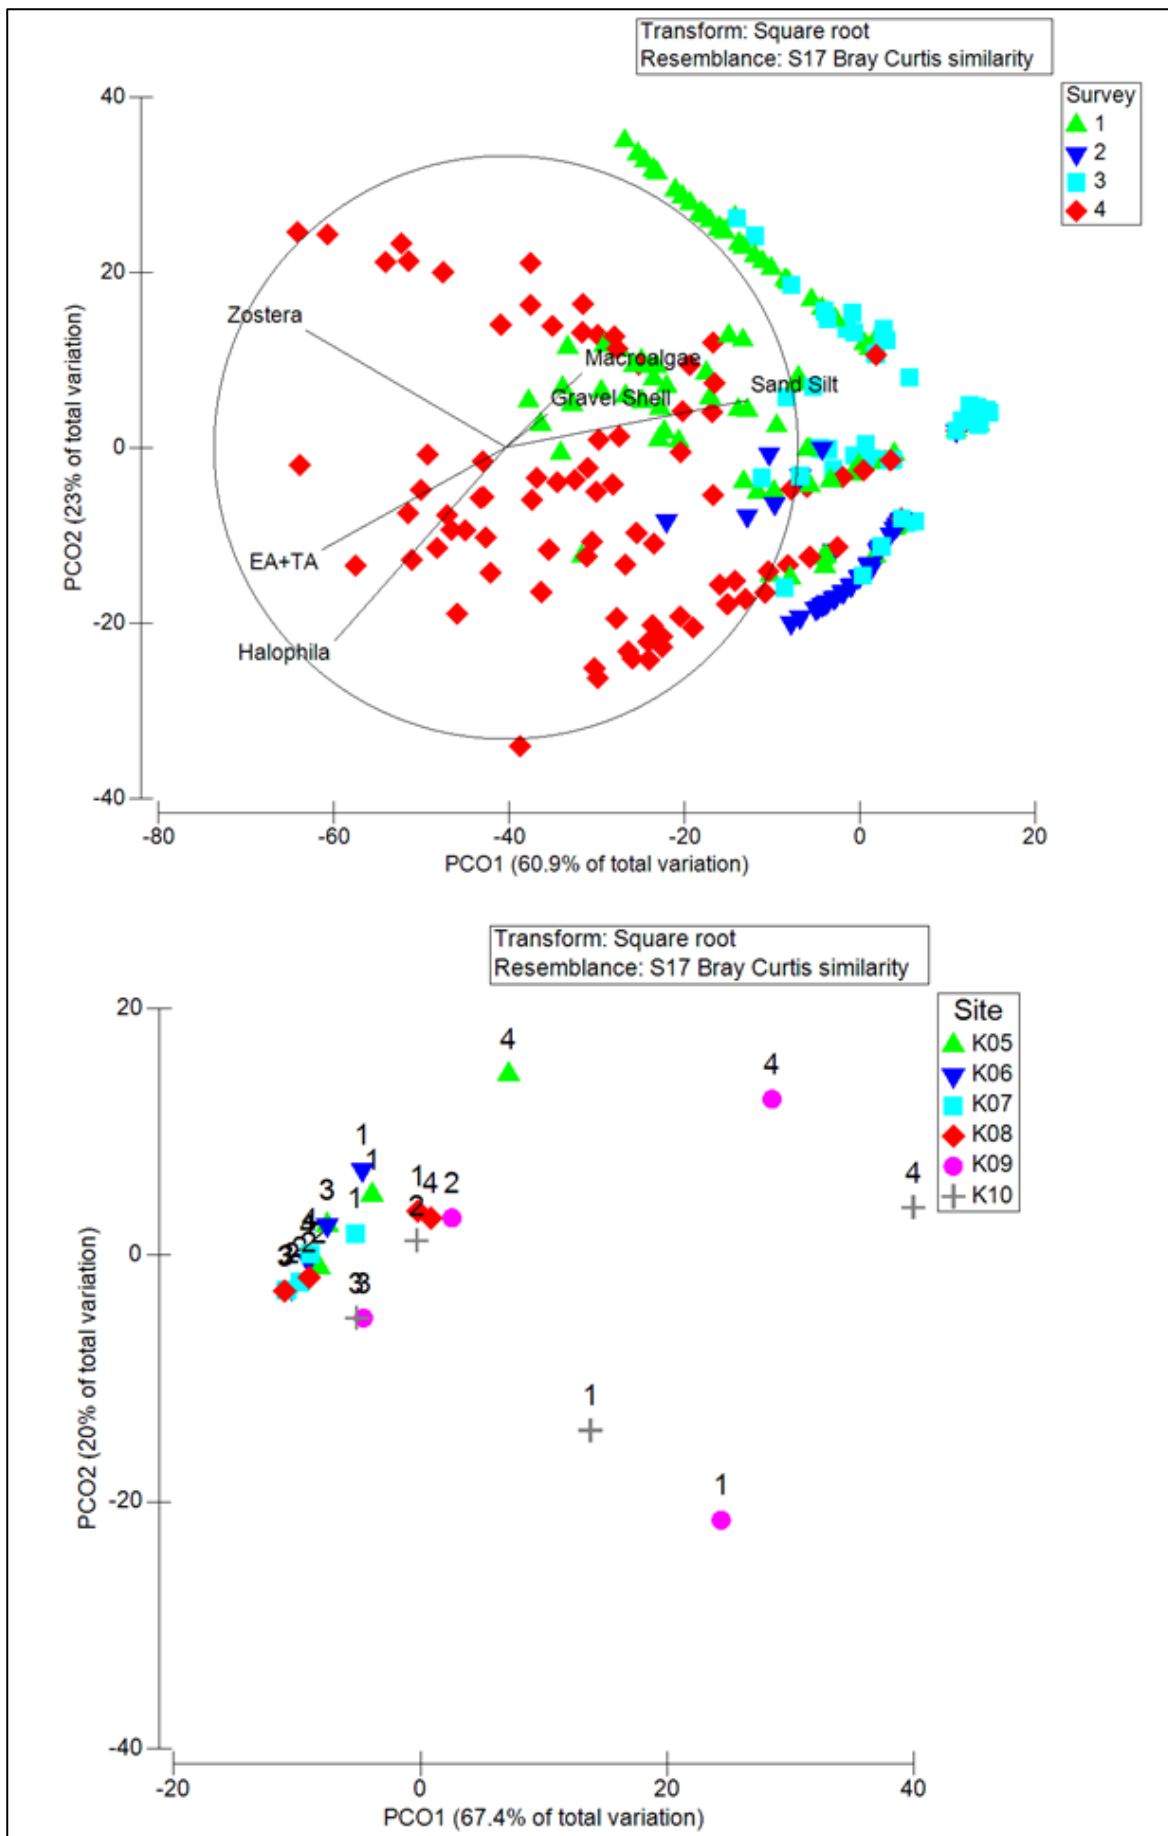 Transform: Square root
Resemblance: S17 Bray Curtis similarity
Survey
1
2
3
4
40
20
0
-20
-40
PCO2 (23% of total variation)
Zostera
Macroalgae
Gravel Shell
Sand Silt
EA+TA
Halophila
-80
-60
-40
-20
0
20
PCO1 (60.9% of total variation)
Transform: Square root
Resemblance: S17 Bray Curtis similarity
Site
K05
K06
K07
K08
K09
K10
20
0
-20
-40
PCO2 (20% of total variation)
4
4
4
1
1
3
1
1
4
2
2
3
3
1
1
-20
0
20
40
PCO1 (67.4% of total variation)